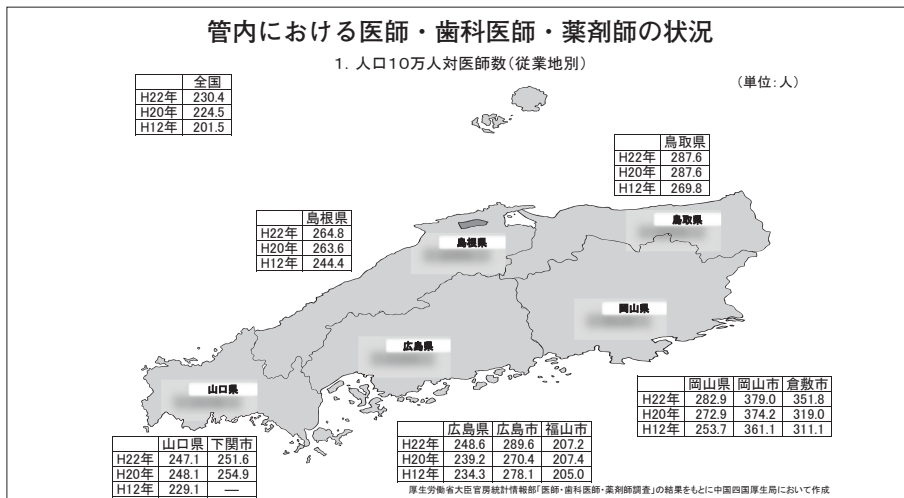 管内における医師・歯科医師・薬剤師の状況
1．人口１０万人対医師数（従業地別）
（単位：人）
全国
H22年 230.4
H20年 224.5
H12年 201.5
鳥取県
H22年 287.6
H20年 287.6
H12年 269.8
島根県
H22年 264.8
H20年 263.6
H12年 244.4
鳥取県
島根県
岡山県
広島県
山口県
岡山県 岡山市 倉敷市
H22年 282.9 379.0 351.8
H20年 272.9 374.2 319.0
H12年 253.7 361.1 311.1
広島県 広島市 福山市
H22年 248.6 289.6 207.2
H20年 239.2 270.4 207.4
H12年 234.3 278.1 205.0
山口県 下関市
H22年 247.1 251.6
H20年 248.1 254.9
H12年 229.1 ―
厚生労働省大臣官房統計情報部「医師・歯科医師・薬剤師調査」の結果をもとに中国四国厚生局において作成